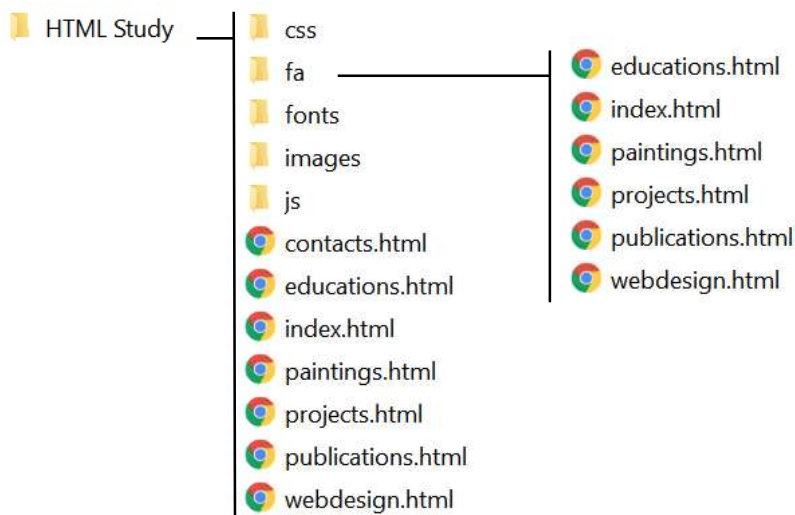 HTML Study
css
fa
fonts
images
js
contacts.html
educations.html
index.html
paintings.html
projects.html
publications.html
webdesign.html
educations.html
index.html
paintings.html
projects.html
publications.html
webdesign.html